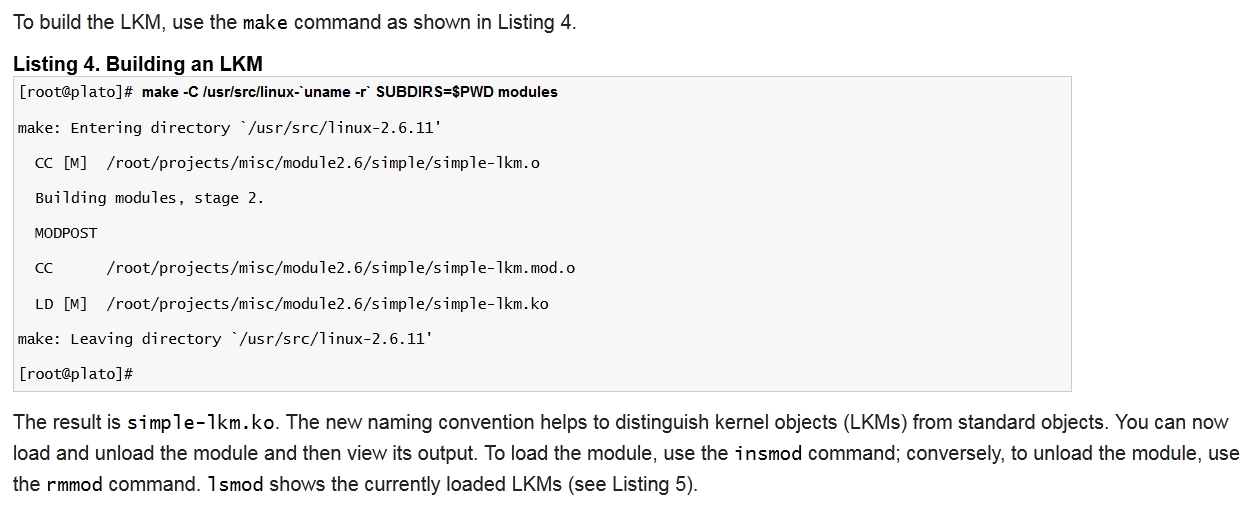 To build the LKM, use the make command as shown in Listing 4.
Listing 4. Building an LKM
[root@plato]# make -C /usr/src/linux-`uname -r` SUBDIRS=$PWD modules
make: Entering directory `/usr/src/linux-2.6.11'
CC [M] /root/projects/misc/module2.6/simple/simple-lkm.o
Building modules, stage 2.
MODPOST
CC /root/projects/misc/module2.6/simple/simple-lkm.mod.o
LD [M] /root/projects/misc/module2.6/simple/simple-lkm.ko
make: Leaving directory `/usr/src/linux-2.6.11'
[root@plato]#
The result is simple-lkm.ko. The new naming convention helps to distinguish kernel objects (LKMs) from standard objects. You can now
load and unload the module and then view its output. To load the module, use the insmod command; conversely, to unload the module, use
the rmmod command. lsmod shows the currently loaded LKMs (see Listing 5).